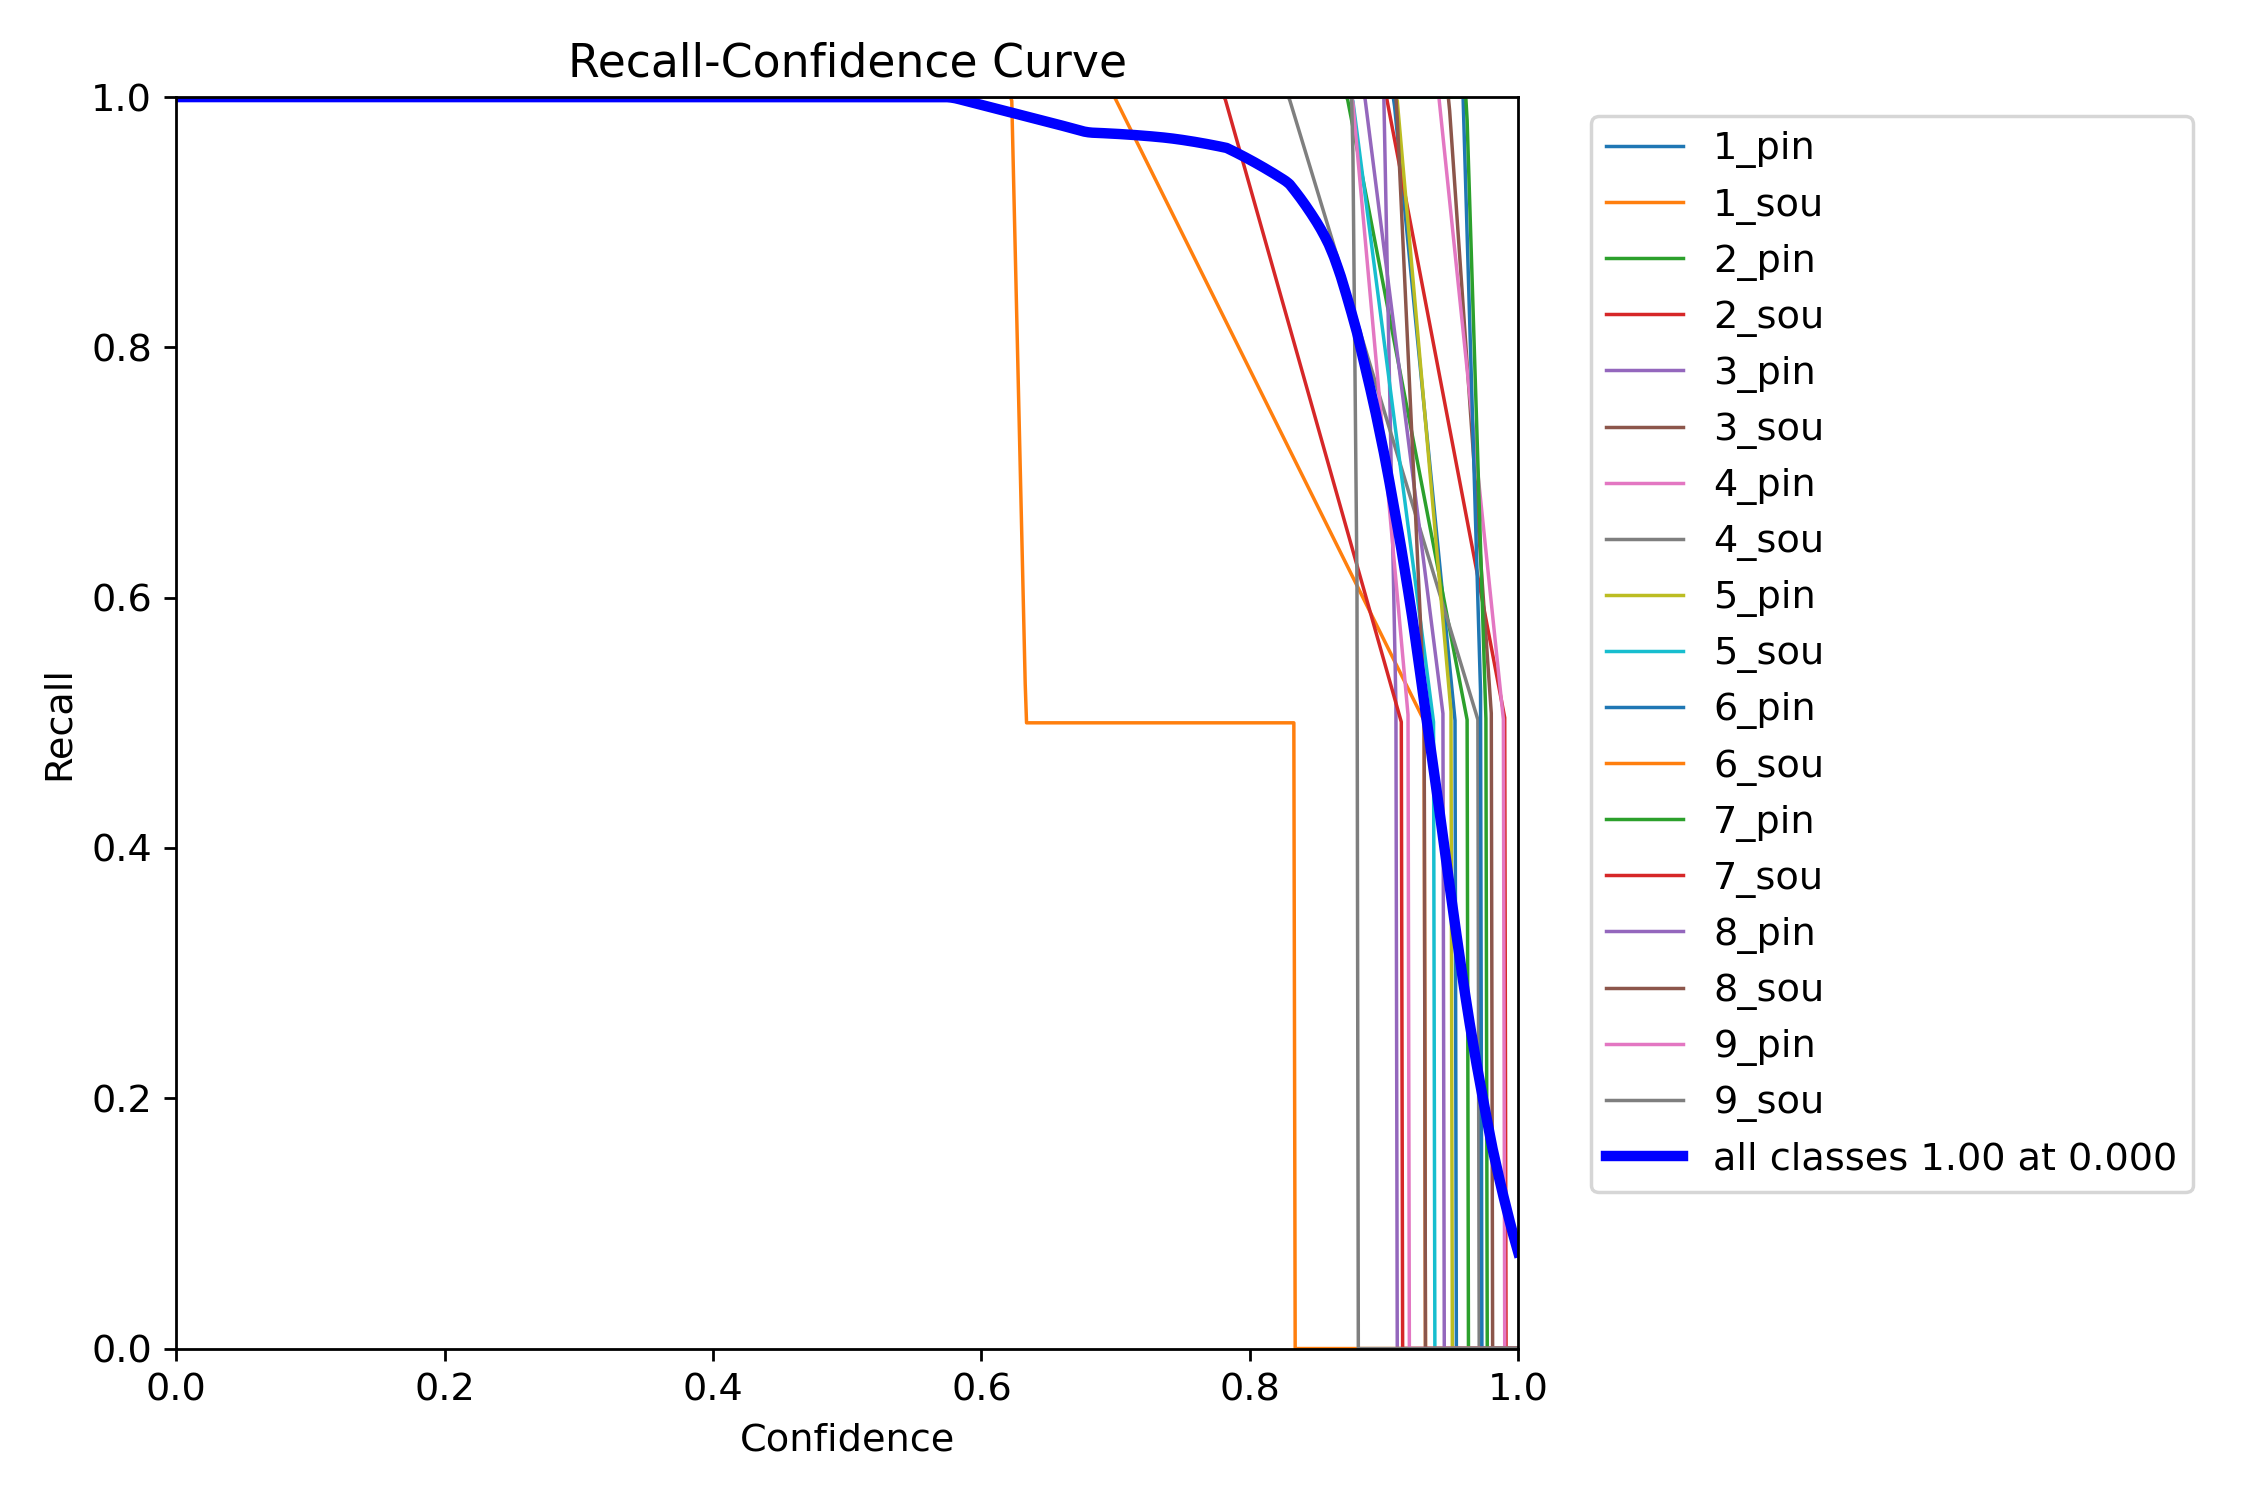 Recall-Confidence Curve
1.0
0.8
0.6
0.4
0.2
0.0
Recall
0.0 0.2 0.4 0.6 0.8 1.0
Confidence
1_pin
1_sou
2_pin
2_sou
3_pin
3_sou
4_pin
4_sou
5_pin
5_sou
6_pin
6_sou
7_pin
7_sou
8_pin
8_sou
9_pin
9_sou
all classes 1.00 at 0.000